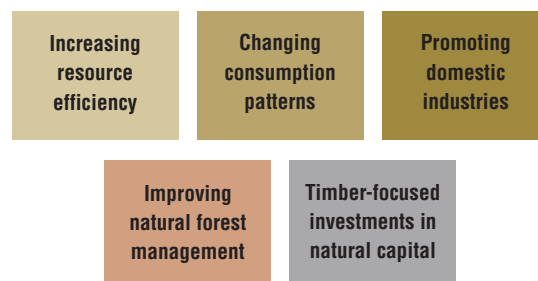 Increasing
resource
efficiency
Changing
consumption
patterns
Promoting
domestic
industries
Improving
natural forest
management
Timber-focused
investments in
natural capital